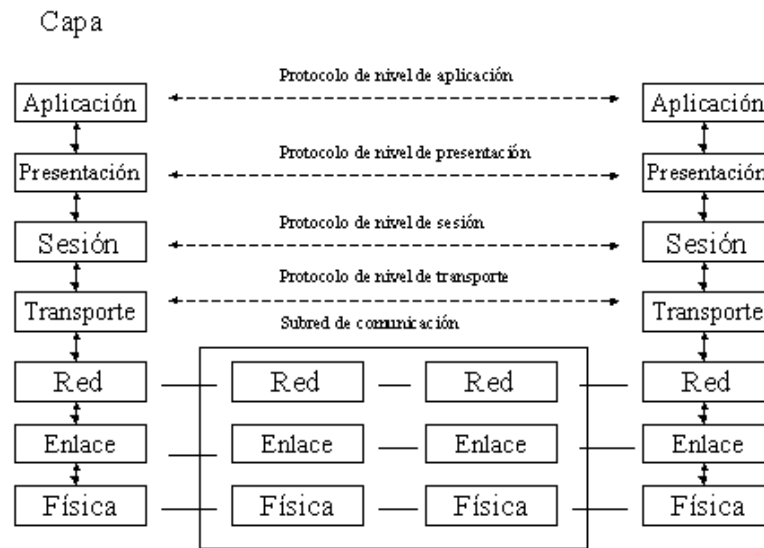 Capa
Protocolo de nivel de aplicación
Aplicación
Aplicación
Protocolo de nivel de presentación
Presentación
Presentación
Protocolo de nivel de sesión
Sesión
Sesión
Protocolo de nivel de transporte
Transporte
Transporte
Subred de comunicación
Red
Red
Red
Red
Enlace
Enlace
Enlace
Enlace
Física
Física
Física
Física